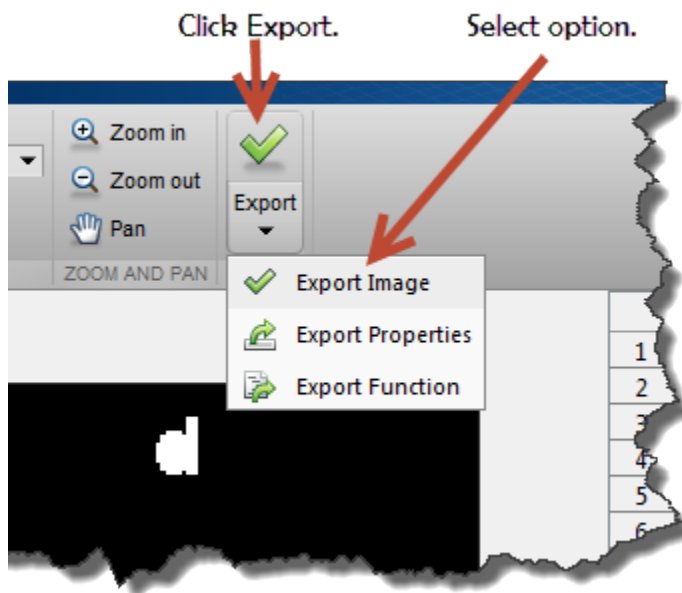 Click Export.
Select option.
Zoom in
Zoom out
Pan
Export
ZOOM AND PAN
Export Image
Export Properties
Export Function
1
2
3
4
5
6
d